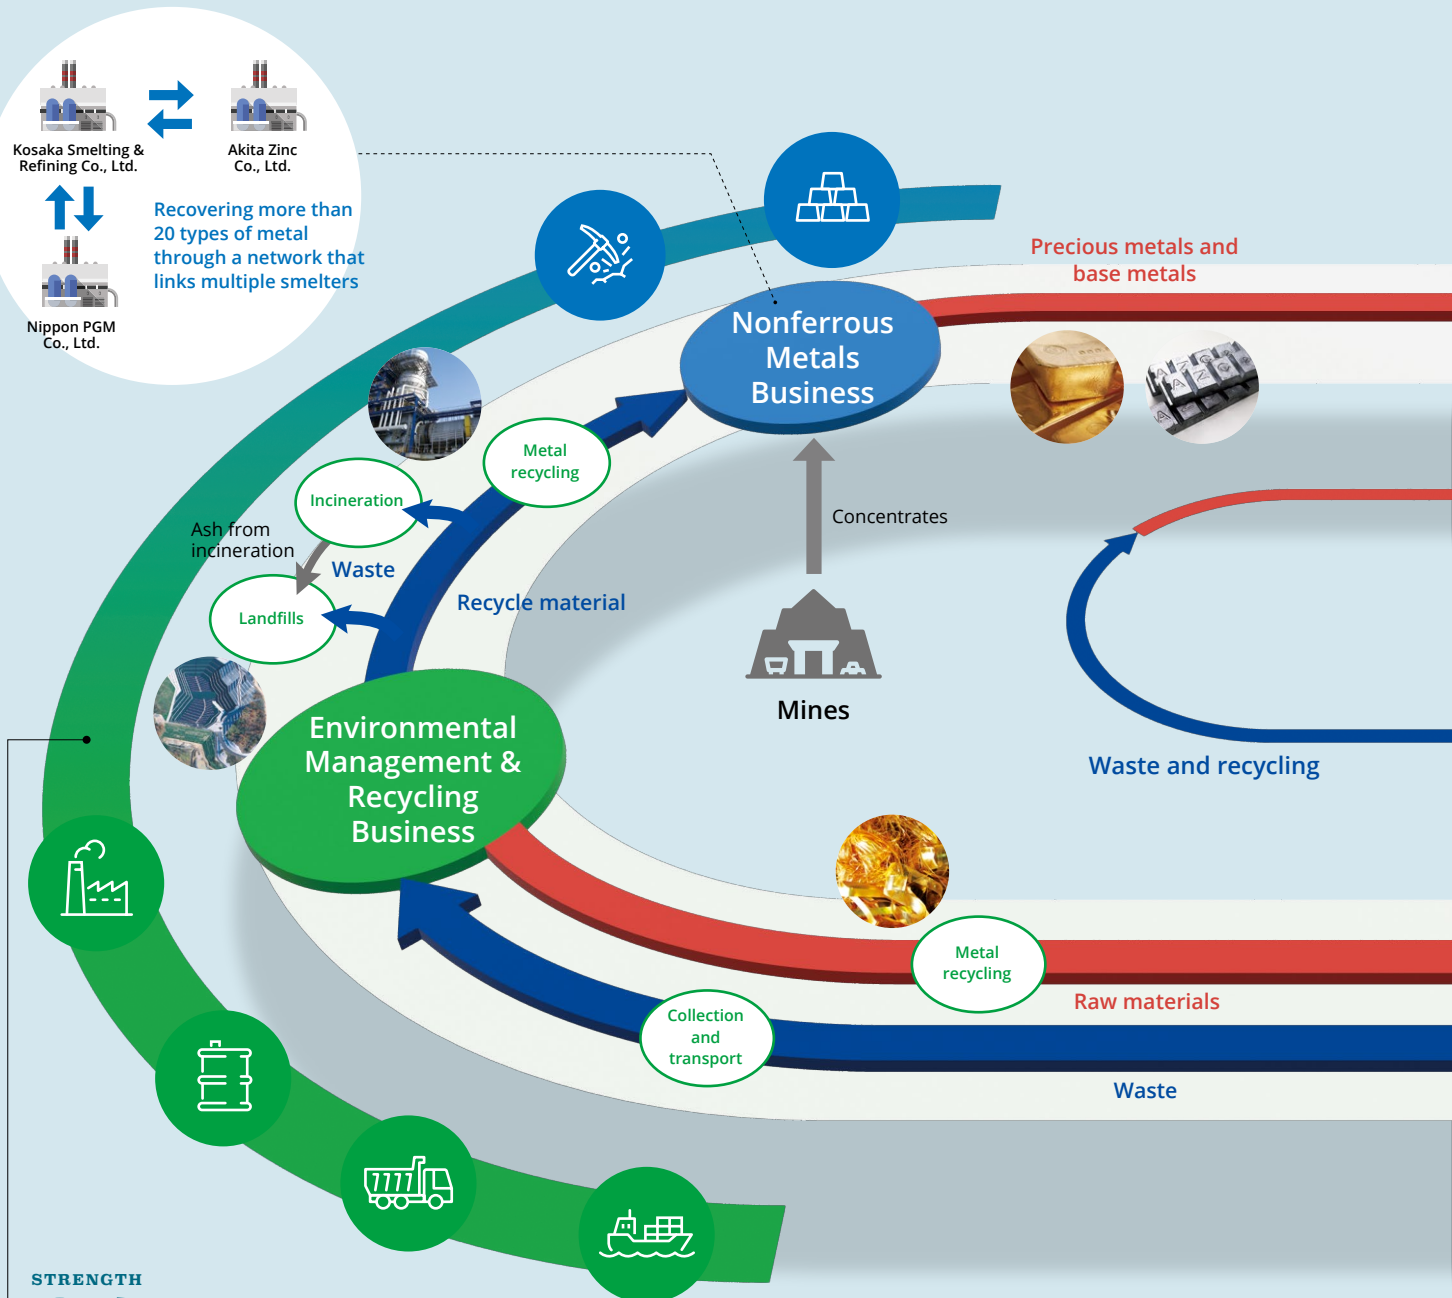 Kosaka Smelting &
Refining Co., Ltd.
Akita Zinc
Co., Ltd.
Recovering more than
20 types of metal
through a network that
links multiple smelters
Nippon PGM
Co., Ltd.
Precious metals and
base metals
Nonferrous
Metals
Business
Metal
recycling
Incineration
Ash from
incineration
Waste
Landfills
Recycle material
Concentrates
Mines
Environmental
Management &
Recycling
Business
Waste and recycling
Metal
recycling
Raw materials
Collection
and
transport
Waste
STRENGTH